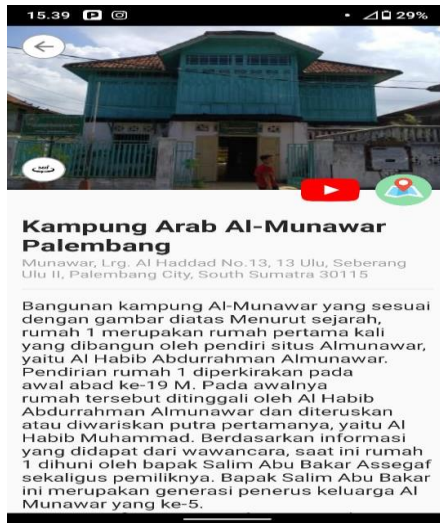 15.39
29%
Kampung Arab Al-Munawar
Palembang
Munawar, Lrg. Al Haddad No.13, 13 Ulu, Seberang
Ulu II, Palembang City, South Sumatra 30115
Bangunan kampung Al-Munawar yang sesuai
dengan gambar diatas Menurut sejarah,
rumah 1 merupakan rumah pertama kali
yang dibangun oleh pendiri situs Almunawar,
yaitu Al Habib Abdurrahman Almunawar.
Pendirian rumah 1 diperkirakan pada
awal abad ke-19 M. Pada awalnya
rumah tersebut ditinggali oleh Al Habib
Abdurrahman Almunawar dan diteruskan
atau diwariskan putra pertamanya, yaitu Al
Habib Muhammad. Berdasarkan informasi
yang didapat dari wawancara, saat ini rumah
1 dihuni oleh bapak Salim Abu Bakar Assegaf
sekaligus pemiliknya. Bapak Salim Abu Bakar
ini merupakan generasi penerus keluarga Al
Munawar yang ke-5.